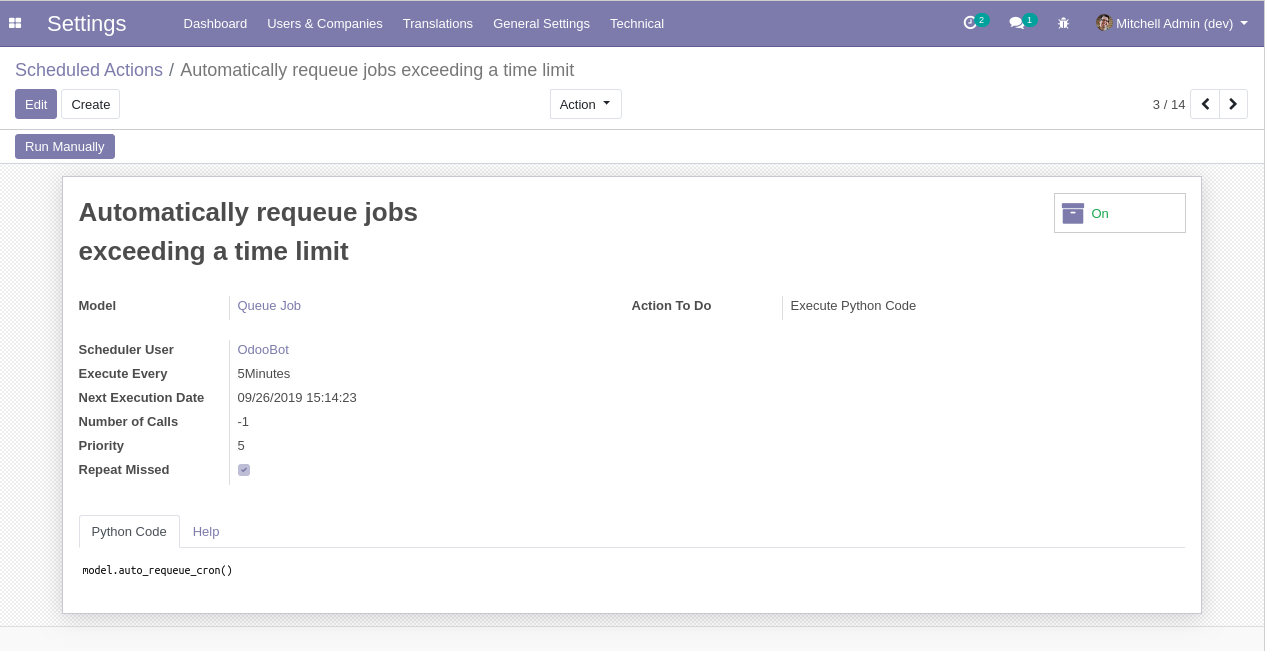 Settings Dashboard Users & Companies Translations General Settings Technical 2 1 Mitchell Admin (dev)
Scheduled Actions / Automatically requeue jobs exceeding a time limit
Edit Create Action 3 / 14
Run Manually
Automatically requeue jobs
exceeding a time limit
On
Model Queue Job Action To Do Execute Python Code
Scheduler User OdooBot
Execute Every 5Minutes
Next Execution Date 09/26/2019 15:14:23
Number of Calls -1
Priority 5
Repeat Missed
Python Code Help
model.auto_requeue_cron()